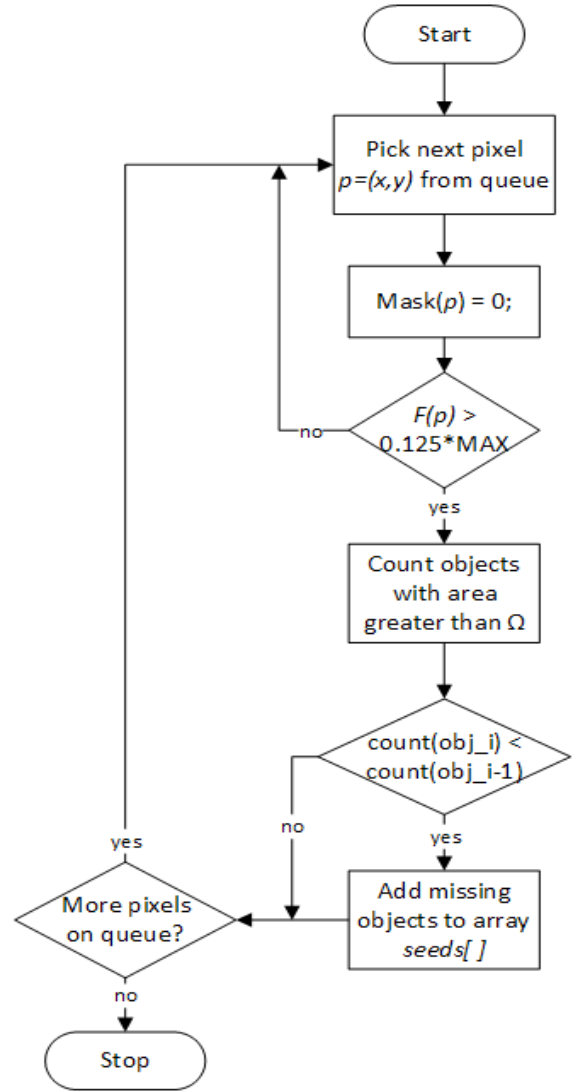 Start
Pick next pixel
p=(x,y) from queue
Mask(p) = 0;
F(p) >
0.125*MAX
no
yes
Count objects
with area
greater than Ω
count(obj_i) <
count(obj_i-1)
no
yes
Add missing
objects to array
seeds[ ]
yes
More pixels
on queue?
no
Stop